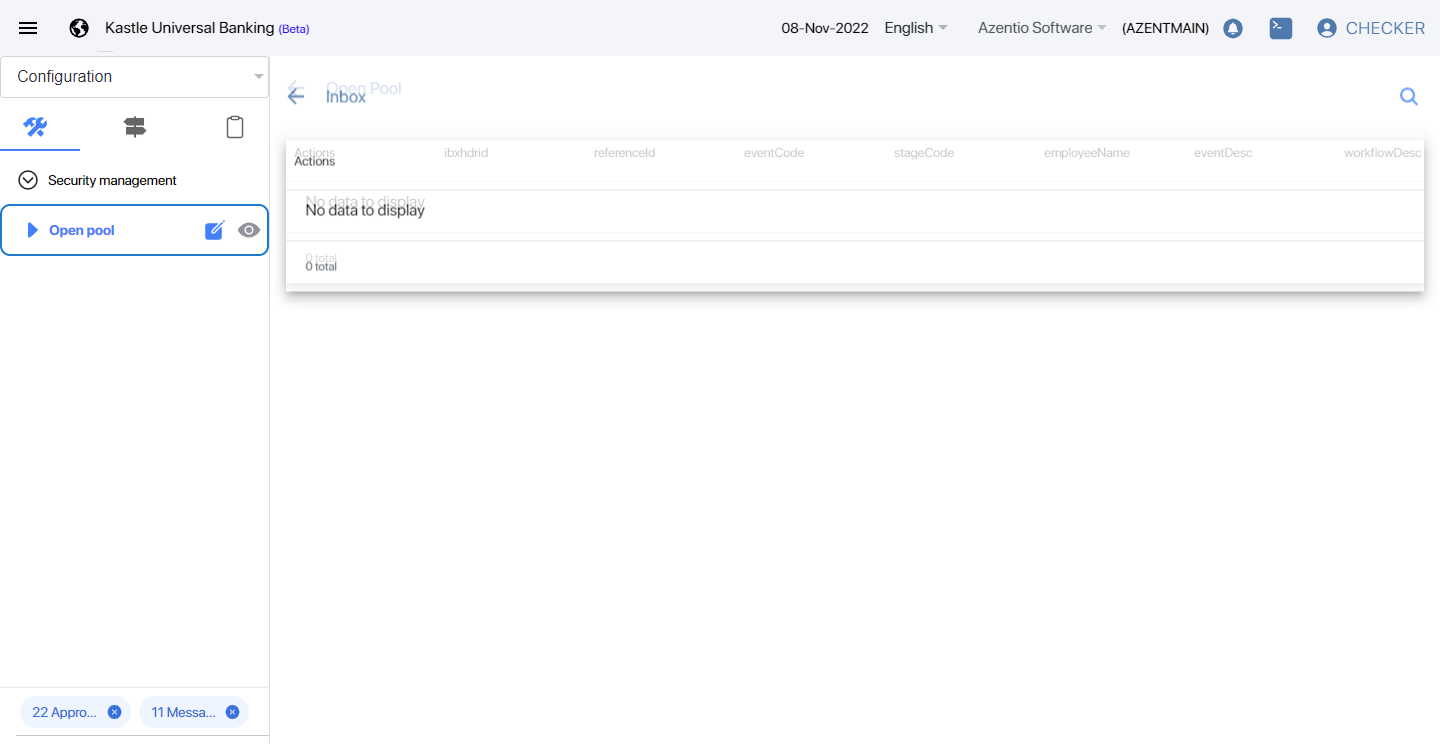 Kastle Universal Banking (Beta)
08-Nov-2022 English Azentio Software (AZENTMAIN) CHECKER
Configuration
Security management
Open pool
22 Appro...
11 Messa...
Open Pool
Inbox
Actions ibxhdrid referenceId eventCode stageCode employeeName eventDesc workflowDesc
Actions
No data to display
No data to display
0 total
0 total